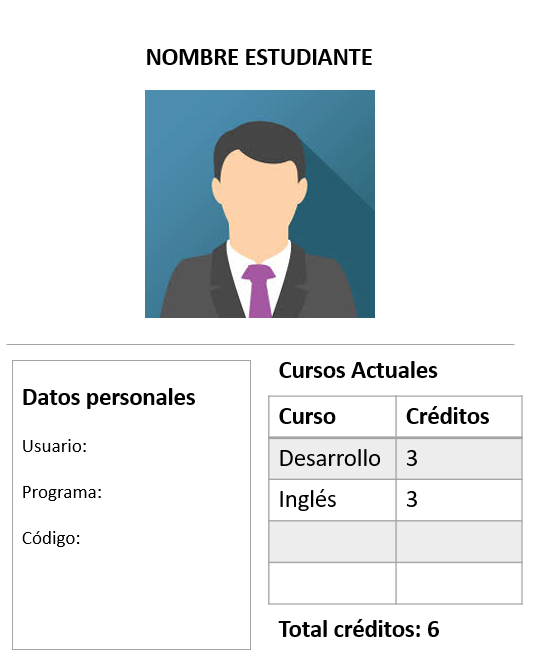 NOMBRE ESTUDIANTE
Datos personales
Usuario:
Programa:
Código:
Cursos Actuales
Curso Créditos
Desarrollo 3
Inglés 3
Total créditos: 6